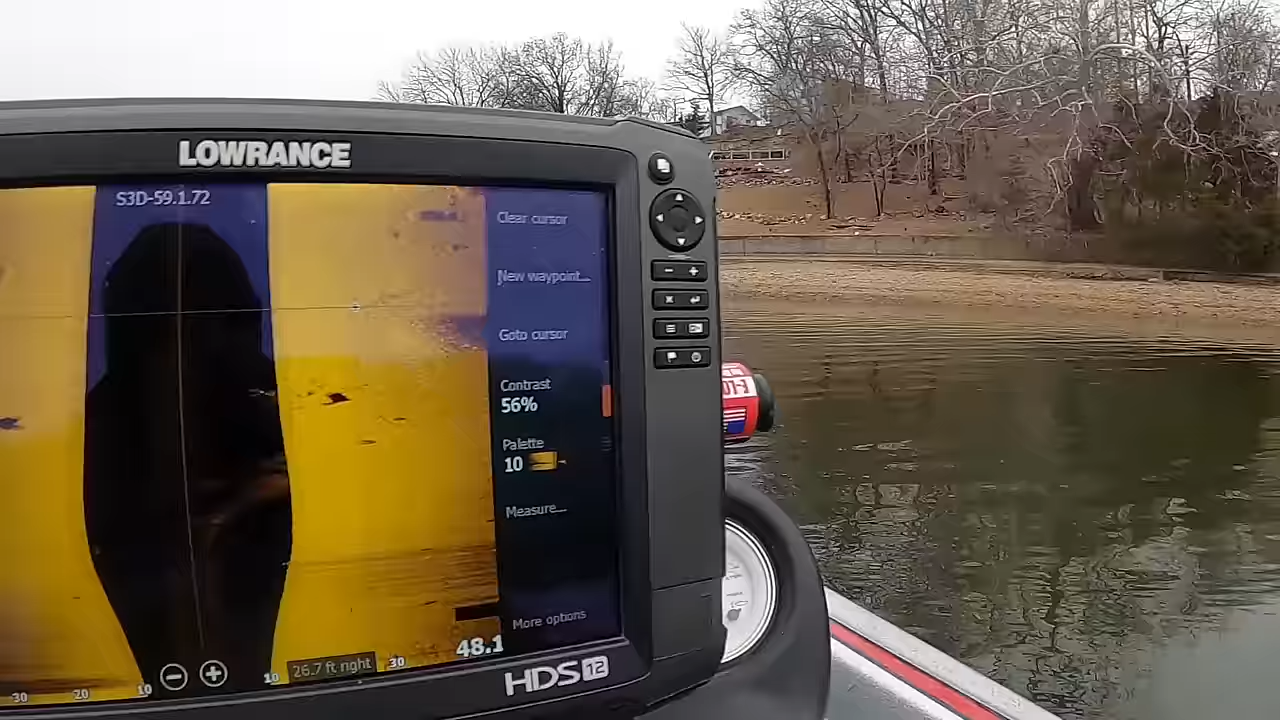 LOWRANCE
S3D-59.1.72
Clear cursor
New waypoint...
Goto cursor
Contrast
56%
Palette
10
Measure...
More options
48.1
30
20
10
10
26.7 ft right
30
HDS 12